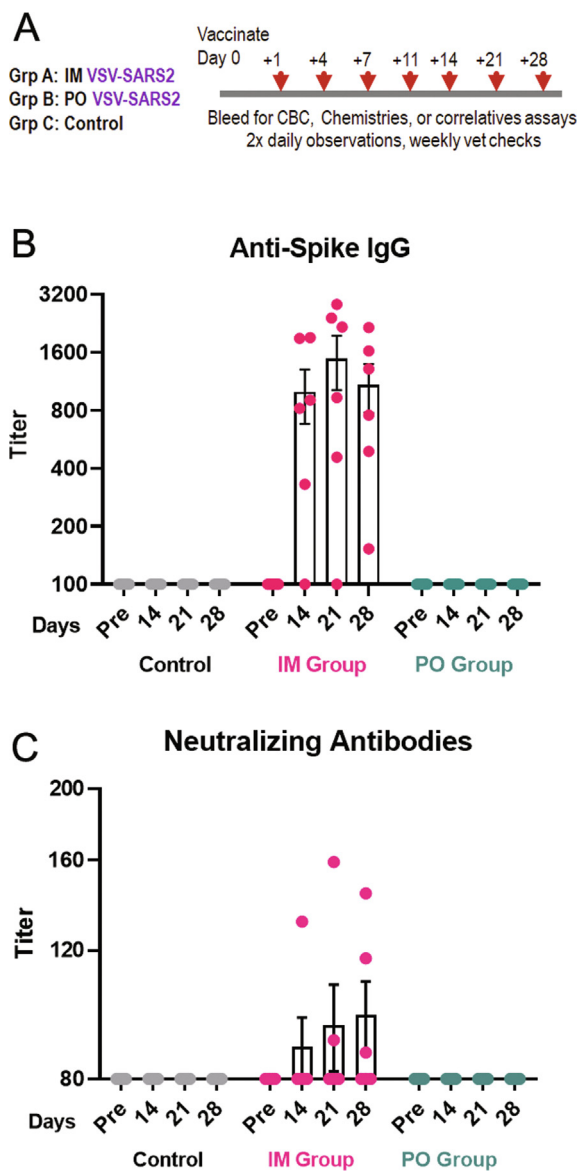 A
Grp A: IM VSV-SARS2
Grp B: PO VSV-SARS2
Grp C: Control
Vaccinate
Day 0 +1 +4 +7 +11 +14 +21 +28
Bleed for CBC, Chemistries, or correlatives assays
2x daily observations, weekly vet checks
B
Anti-Spike IgG
Titer
3200
1600
800
400
200
100
Days Pre 14 21 28 Pre 14 21 28 Pre 14 21 28
Control IM Group PO Group
C
Neutralizing Antibodies
Titer
200
160
120
80
Days Pre 14 21 28 Pre 14 21 28 Pre 14 21 28
Control IM Group PO Group